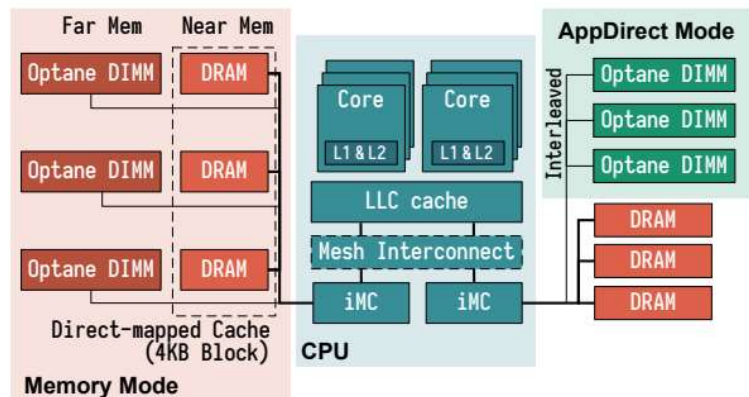 Far Mem
Near Mem
Optane DIMM
DRAM
Optane DIMM
DRAM
Optane DIMM
DRAM
Direct-mapped Cache
(4KB Block)
Memory Mode
Core
L1&L2
Core
L1&L2
LLC cache
Mesh Interconnect
iMC
iMC
CPU
AppDirect Mode
Interleaved
Optane DIMM
Optane DIMM
Optane DIMM
DRAM
DRAM
DRAM